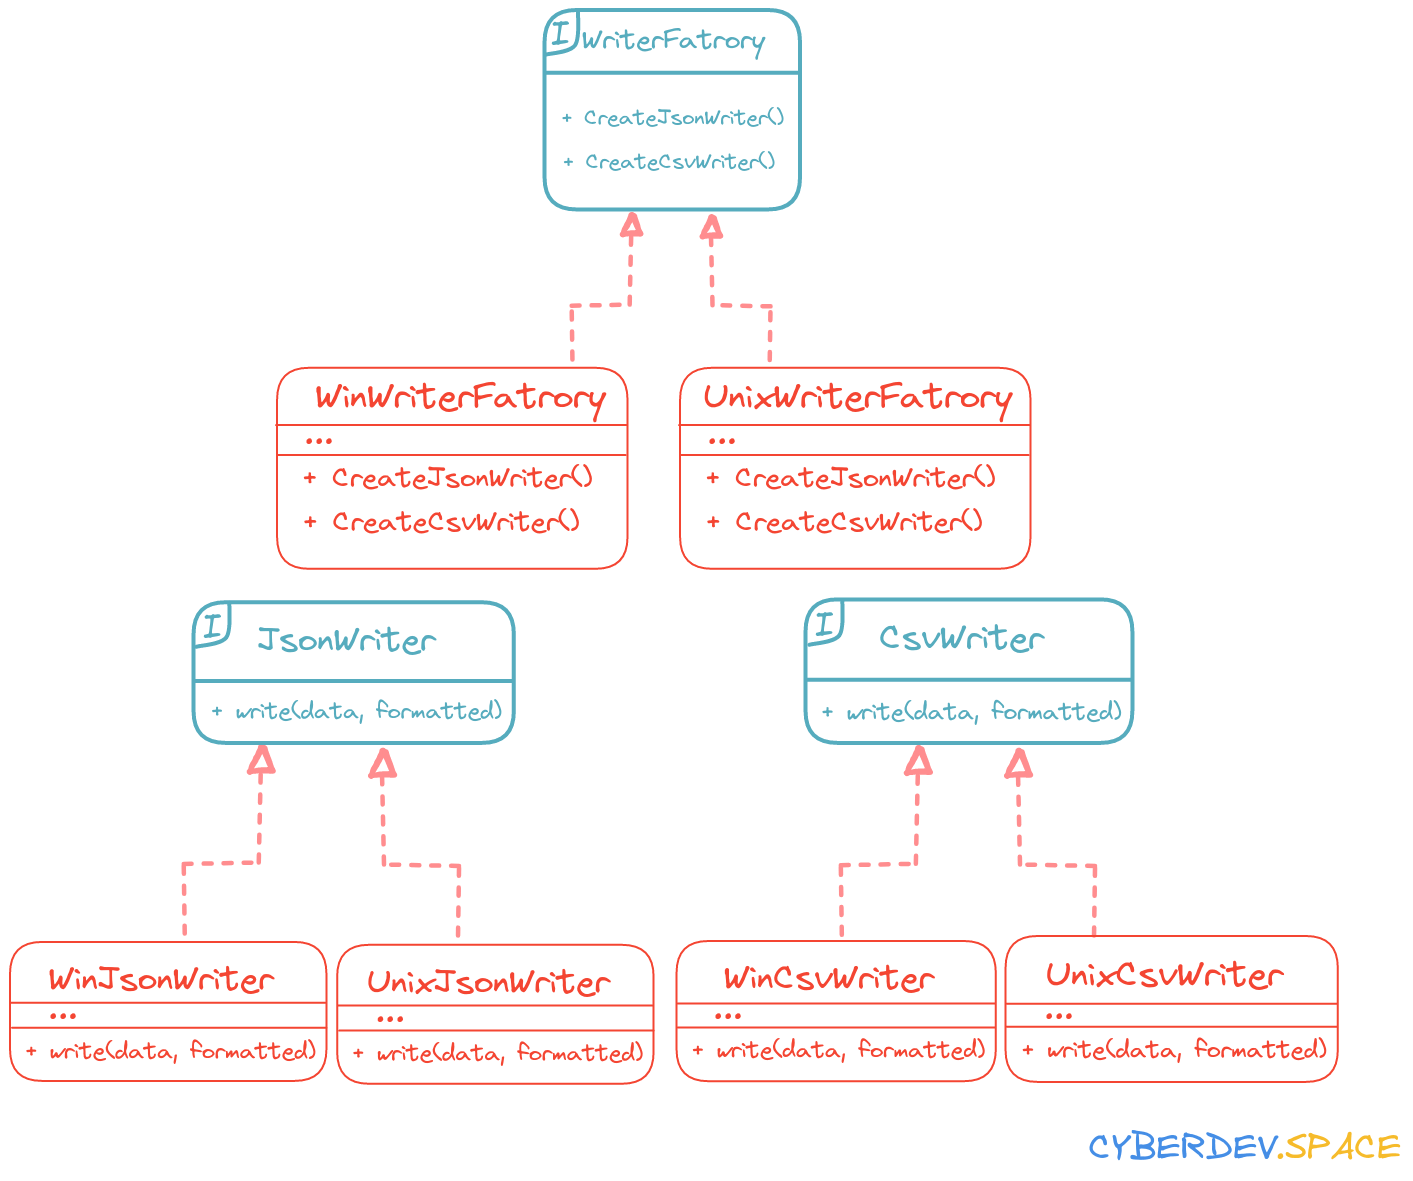 I
WriterFatrory
+ CreateJsonWriter()
+ CreateCsvWriter()
WinWriterFatrory
...
+ CreateJsonWriter()
+ CreateCsvWriter()
UnixWriterFatrory
...
+ CreateJsonWriter()
+ CreateCsvWriter()
I
JsonWriter
+ write(data, formatted)
I
CsvWriter
+ write(data, formatted)
WinJsonWriter
...
+ write(data, formatted)
UnixJsonWriter
...
+ write(data, formatted)
WinCsvWriter
...
+ write(data, formatted)
UnixCsvWriter
...
+ write(data, formatted)
CYBERDEV.SPACE